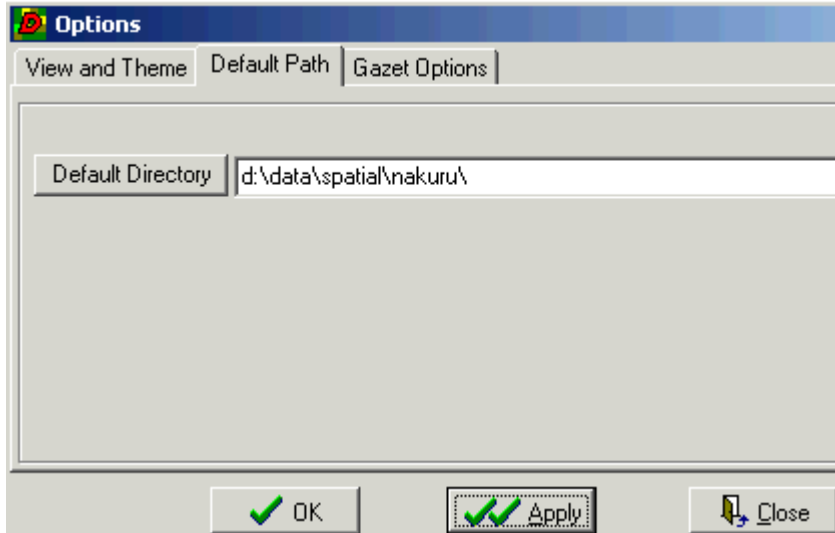 Options
View and Theme Default Path Gazet Options
Default Directory d:\data\spatial\nakuru\
OK Apply Close